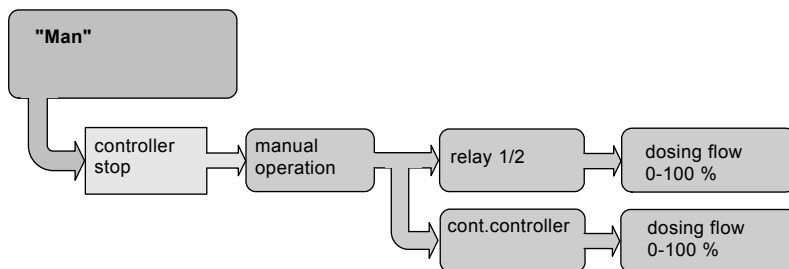 "Man"
controller
stop
manual
operation
relay 1/2
dosing flow
0-100 %
cont.controller
dosing flow
0-100 %